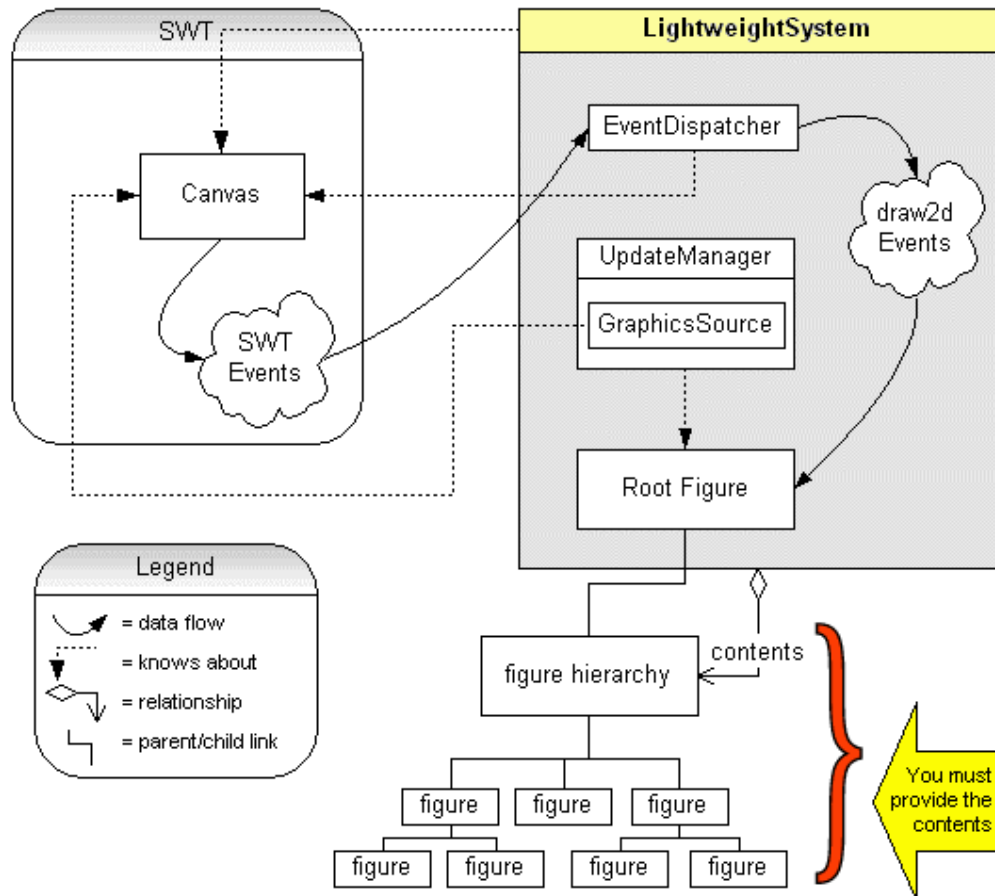 SWT
Canvas
SWT
Events
LightweightSystem
EventDispatcher
draw2d
Events
UpdateManager
GraphicsSource
Root Figure
contents
figure hierarchy
figure
figure
figure
figure
figure
figure
figure
You must
provide the
contents
Legend
= data flow
= knows about
= relationship
= parent/child link